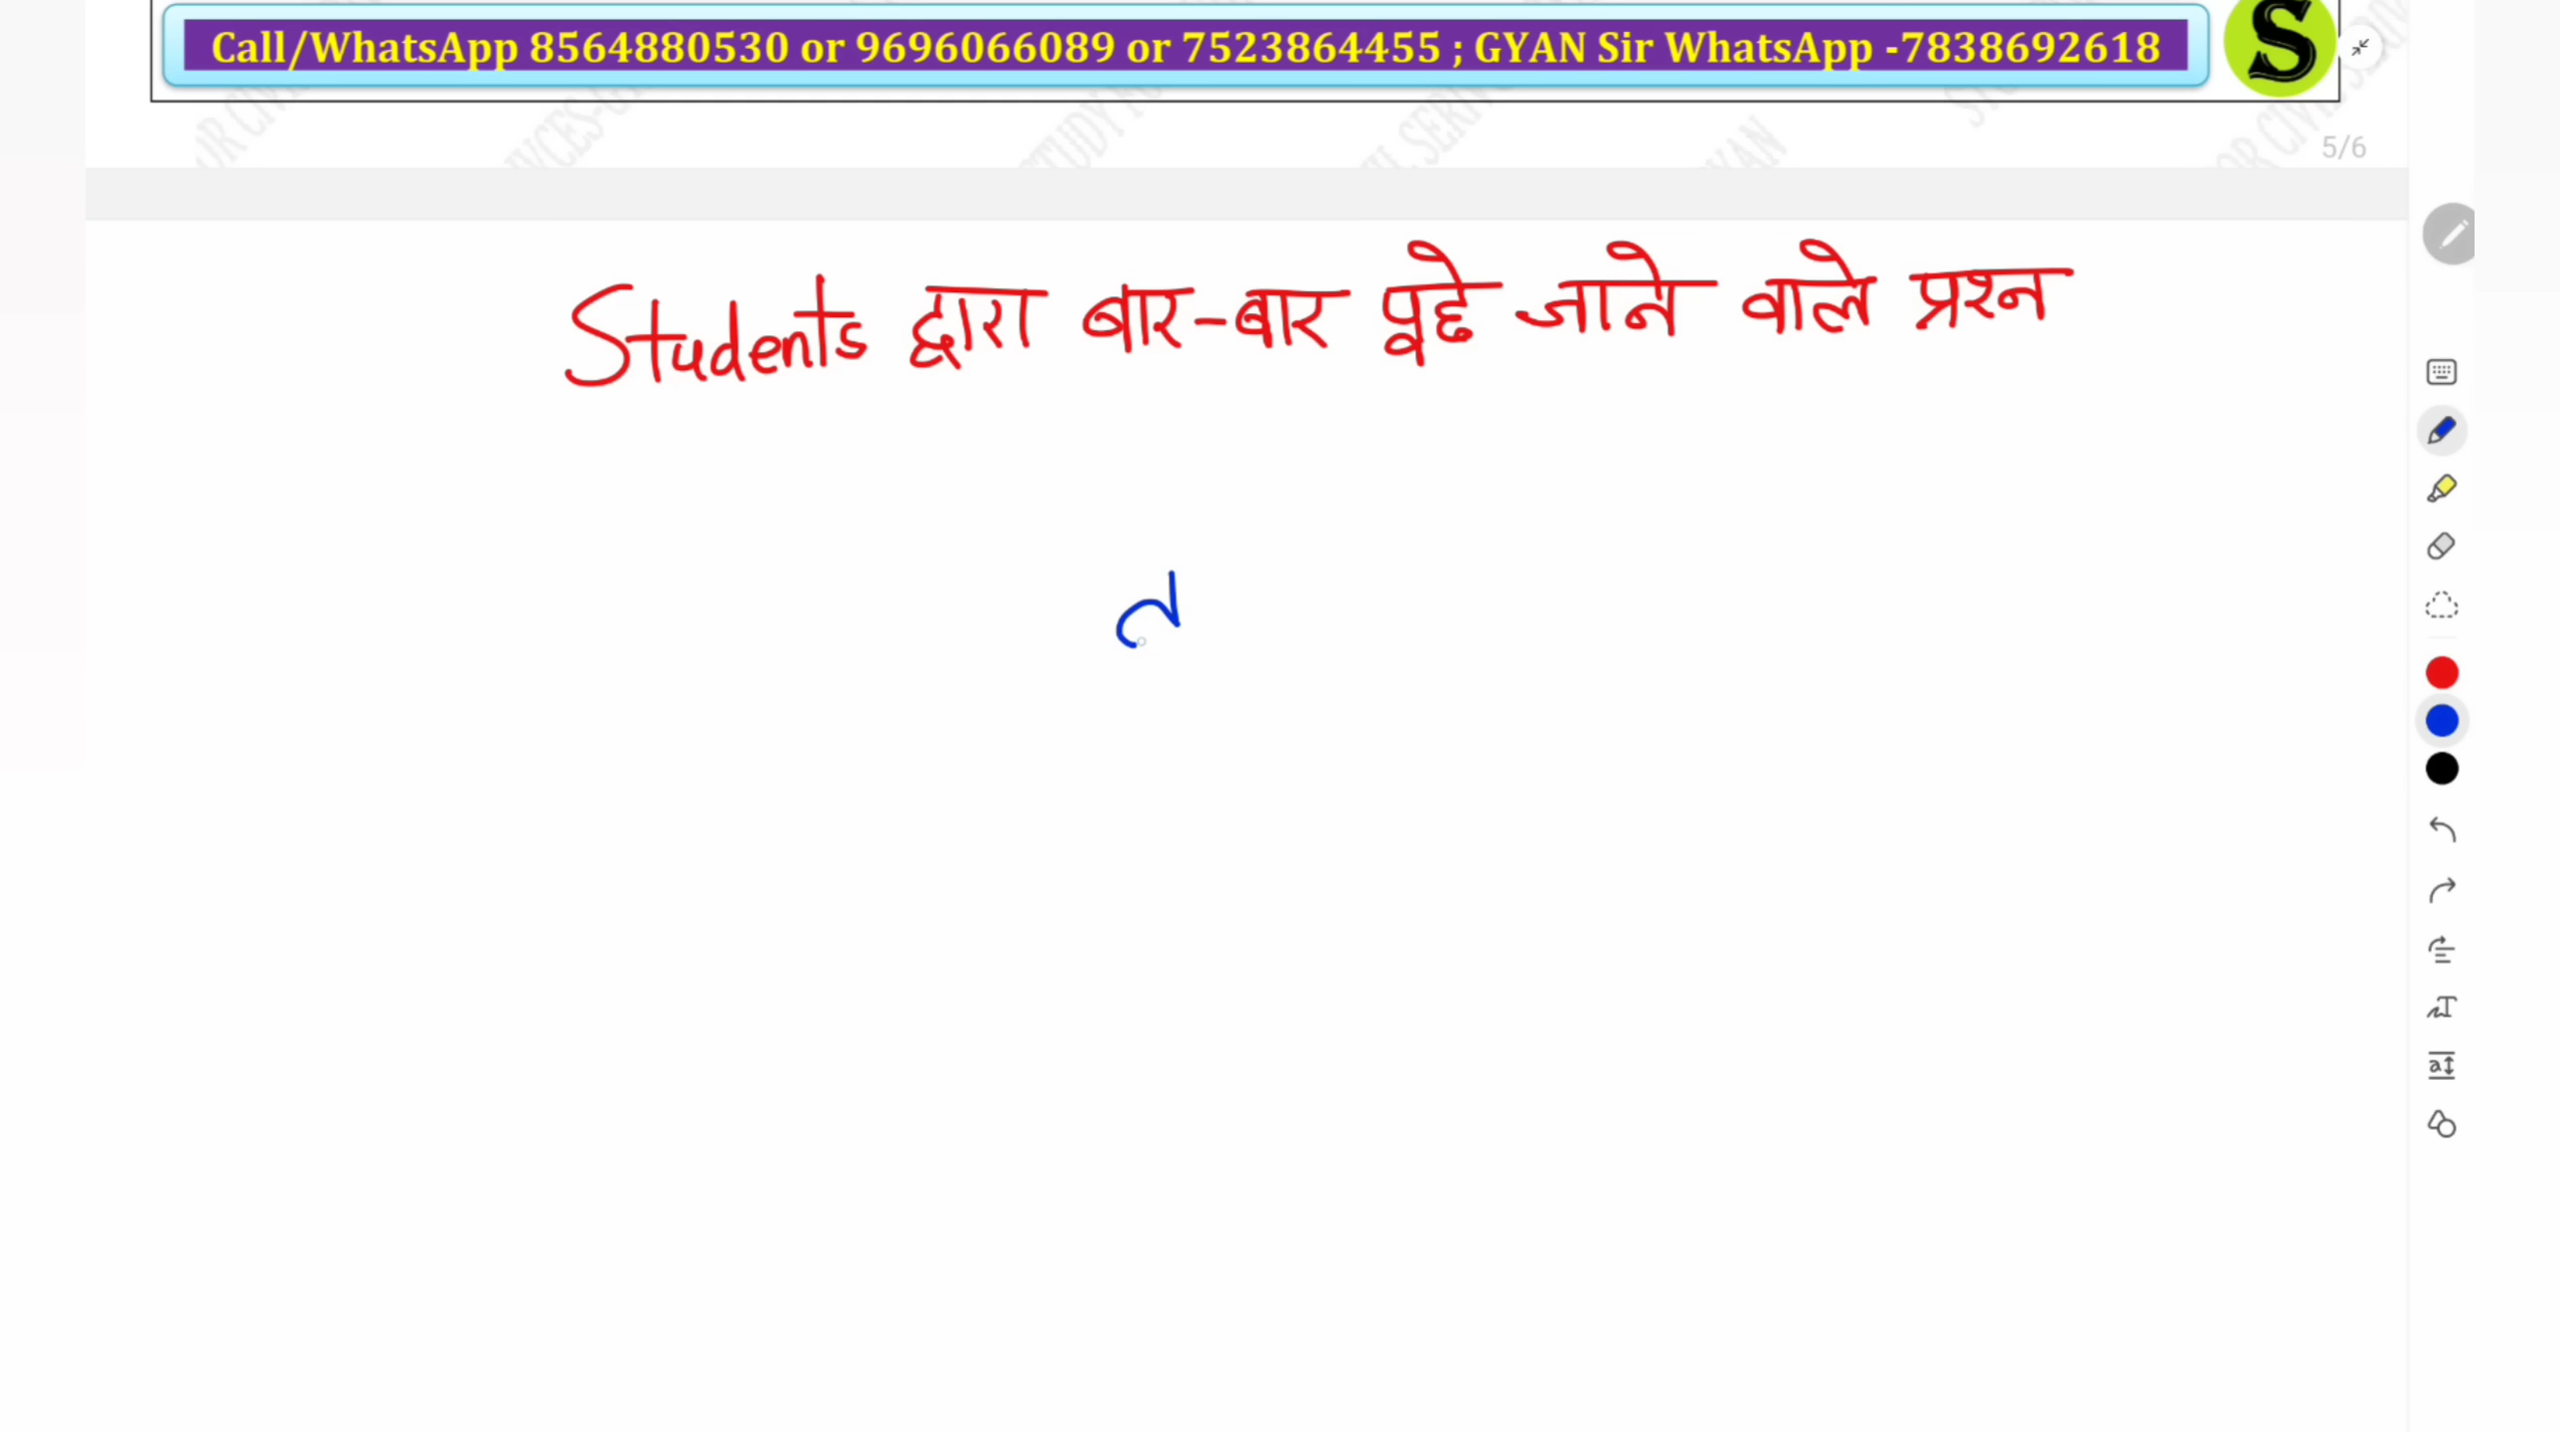 Call/WhatsApp 8564880530 or 9696066089 or 7523864455 ; GYAN Sir WhatsApp -7838692618
S
5/6
Students द्वारा बार-बार पूछे जाने वाले प्रश्न